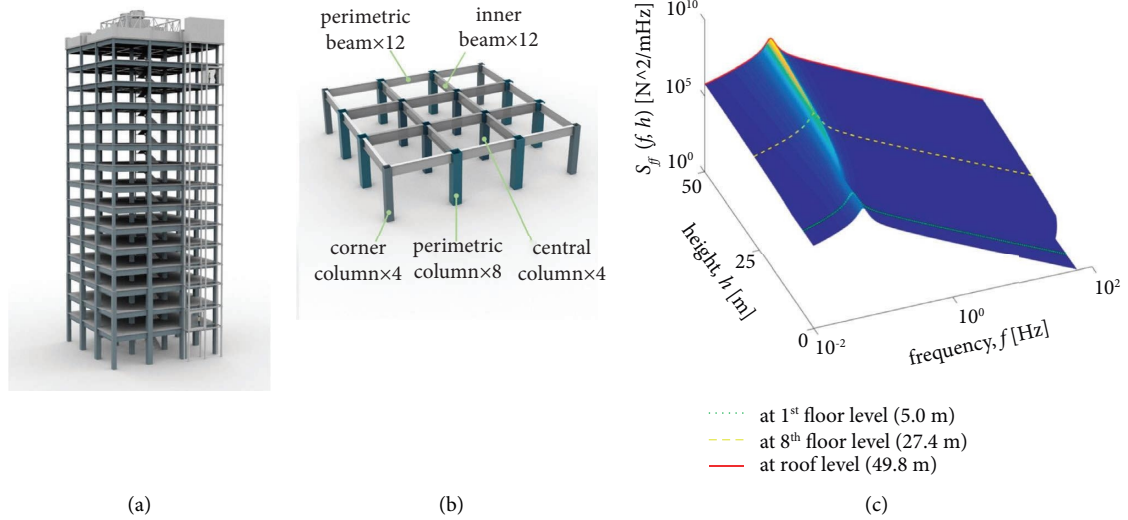 perimetric
beam×12
inner
beam×12
corner
column×4
perimetric
column×8
central
column×4
S_ff (f, h) [N^2/mHz]
10^10
10^5
10^0
50
25
0
height, h [m]
10^-2
10^0
10^2
frequency, f [Hz]
at 1st floor level (5.0 m)
at 8th floor level (27.4 m)
at roof level (49.8 m)
(a)
(b)
(c)